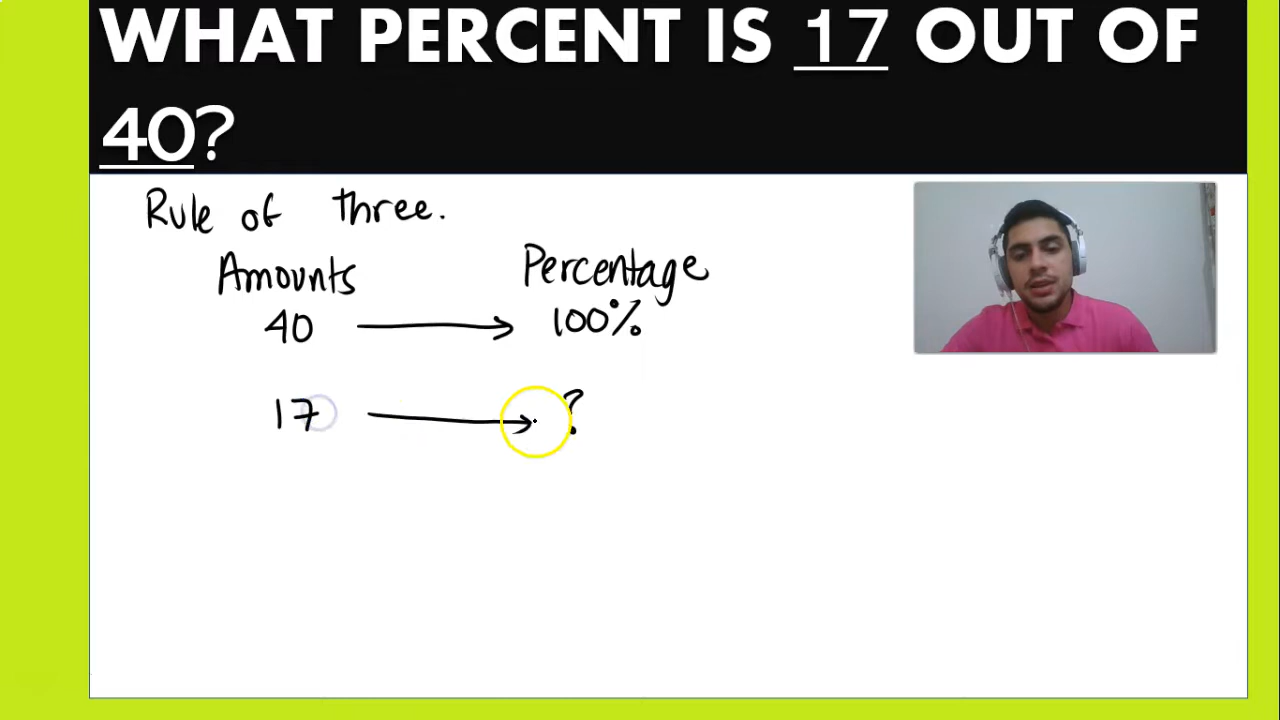 WHAT PERCENT IS 17 OUT OF
40?
Rule of three.
Amounts Percentage
40 → 100%
17 → ?